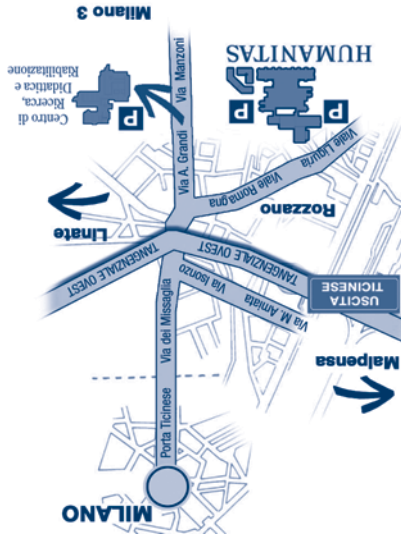 MILANO
Porta Ticinese
Via dei Missaglia
Malpensa
USCITA
TICINESE
Via M. Amiata
Via Isonzo
TANGENZIALE OVEST
TANGENZIALE OVEST
Linate
Rozzano
Viale Romagna
Viale Liguria
Via A. Grandi
Via Manzoni
P
P
HUMANITAS
P
Centro di
Ricerca,
Didattica e
Riabilitazione
Milano 3